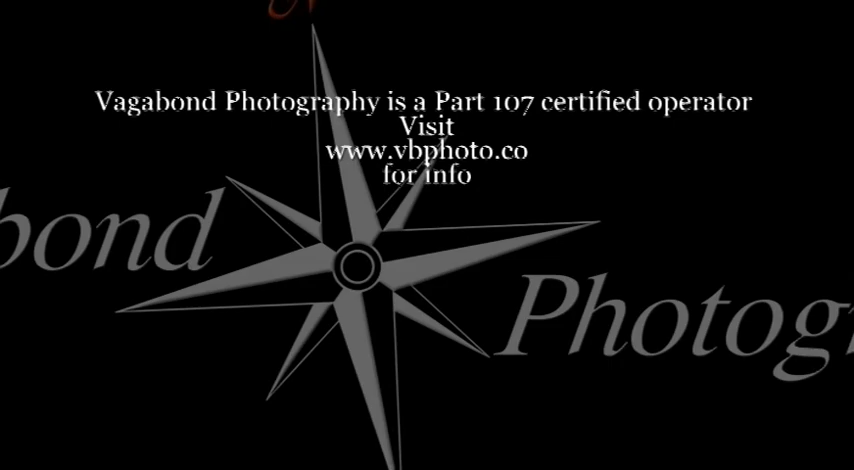 Vagabond Photography is a Part 107 certified operator
Visit
www.vbphoto.co
for info
bond
Photog